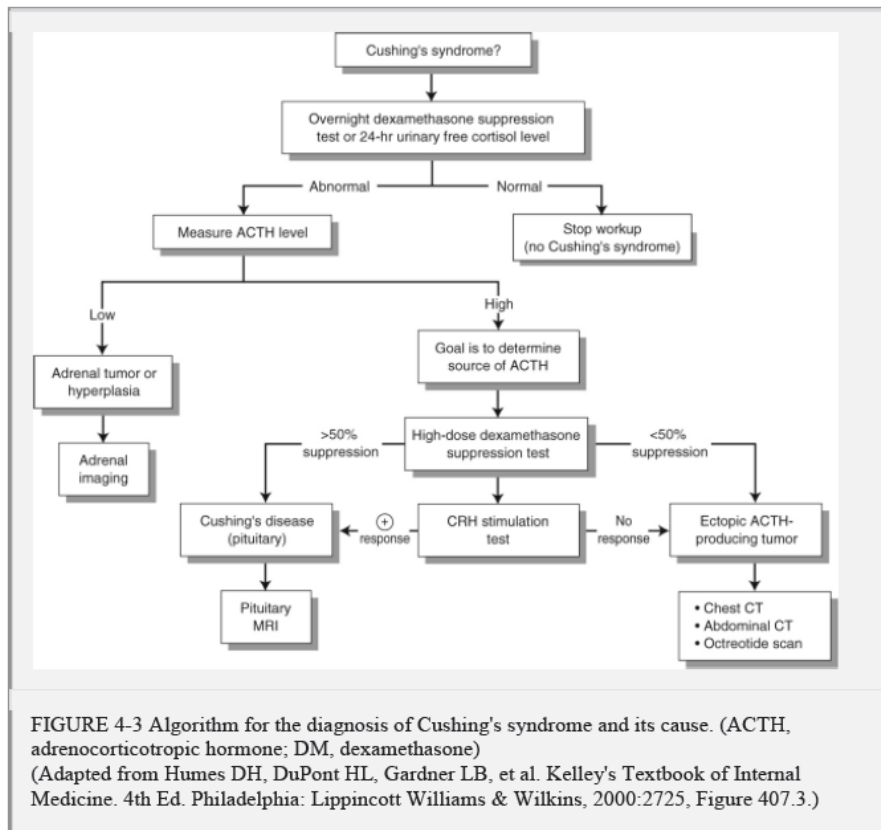 Cushing's syndrome?
Overnight dexamethasone suppression
test or 24-hr urinary free cortisol level
Abnormal
Normal
Measure ACTH level
Stop workup
(no Cushing's syndrome)
Low
High
Adrenal tumor or
hyperplasia
Goal is to determine
source of ACTH
Adrenal
imaging
>50%
suppression
High-dose dexamethasone
suppression test
<50%
suppression
Cushing's disease
(pituitary)
+
response
CRH stimulation
test
No
response
Ectopic ACTH-
producing tumor
Pituitary
MRI
• Chest CT
• Abdominal CT
• Octreotide scan
FIGURE 4-3 Algorithm for the diagnosis of Cushing's syndrome and its cause. (ACTH,
adrenocorticotropic hormone; DM, dexamethasone)
(Adapted from Humes DH, DuPont HL, Gardner LB, et al. Kelley's Textbook of Internal
Medicine. 4th Ed. Philadelphia: Lippincott Williams & Wilkins, 2000:2725, Figure 407.3.)